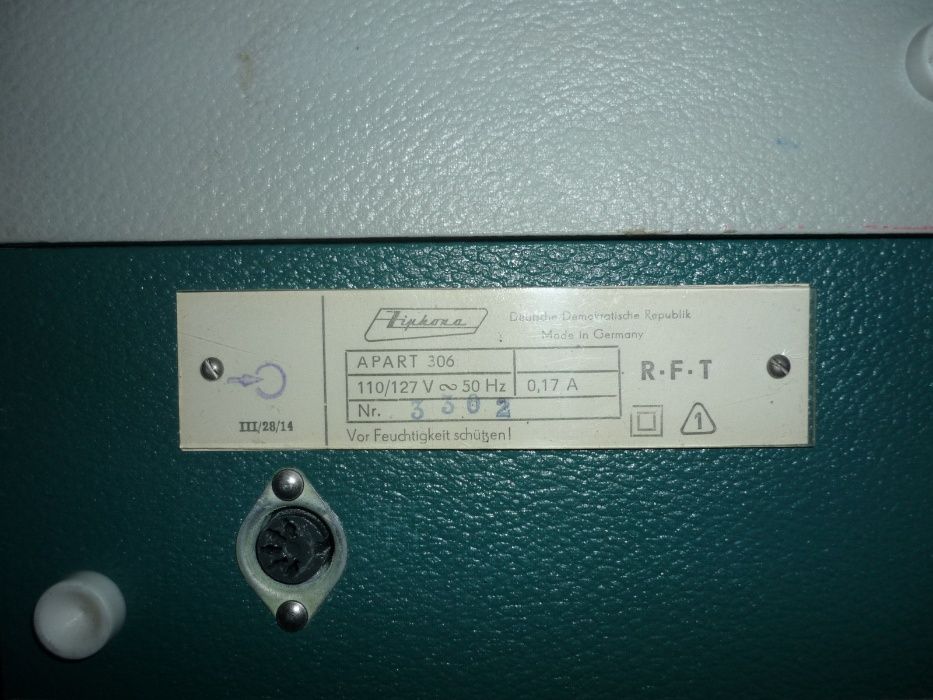 Ziphona
Deutsche Demokratische Republik
Made in Germany
APART 306
110/127 V ∾ 50 Hz 0,17 A
Nr. 3302
Vor Feuchtigkeit schützen!
R·F·T
1
III/28/14